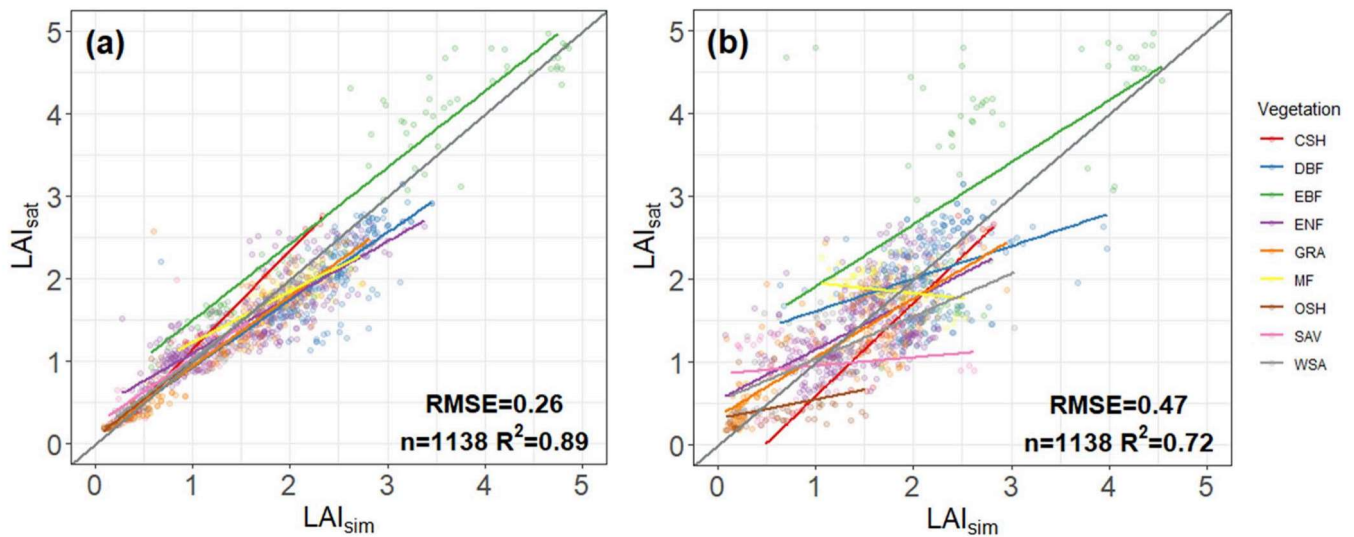 (a)
5
4
3
2
1
0
LAIsat
RMSE=0.26
n=1138 R²=0.89
0 1 2 3 4 5
LAIsim
(b)
5
4
3
2
1
0
LAIsat
RMSE=0.47
n=1138 R²=0.72
0 1 2 3 4 5
LAIsim
Vegetation
CSH
DBF
EBF
ENF
GRA
MF
OSH
SAV
WSA